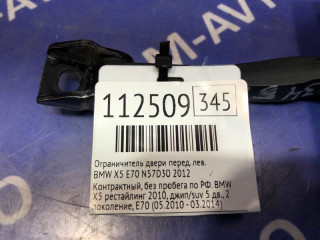 112509 345
Ограничитель двери перед. лев.
BMW X5 E70 N57D30 2012
Контрактный, без пробега по РФ. BMW
X5 рестайлинг 2010, джип/suv 5 дв., 2
поколение, E70 (05.2010 - 03.2014)